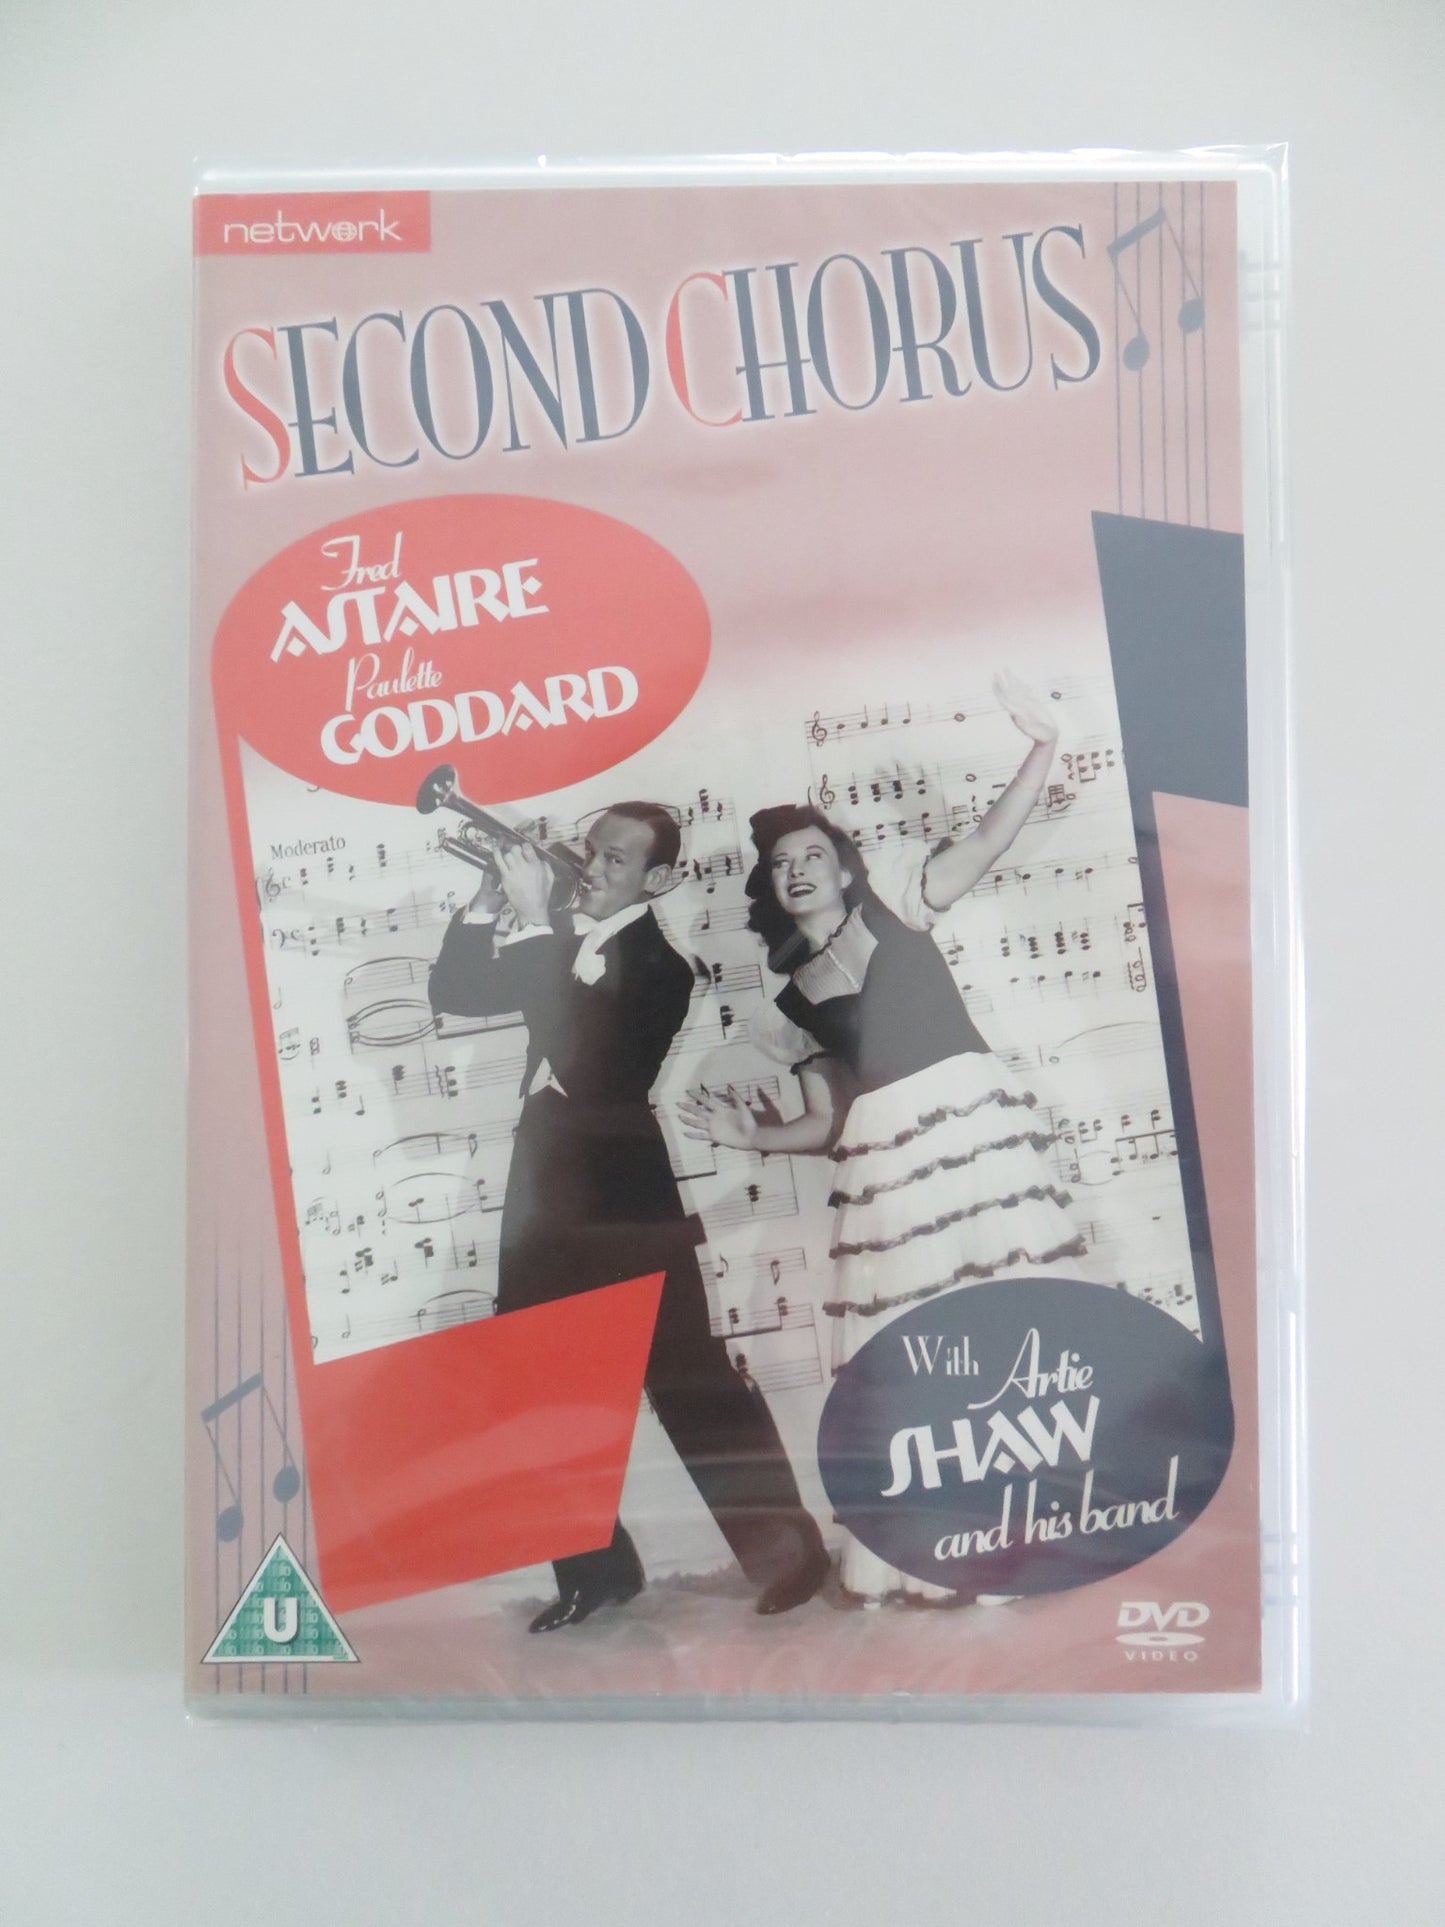 network
SECOND CHORUS
Fred
ASTAIRE
Paulette
GODDARD
Moderato
With Artie
SHAW
and his band
U
DVD
VIDEO